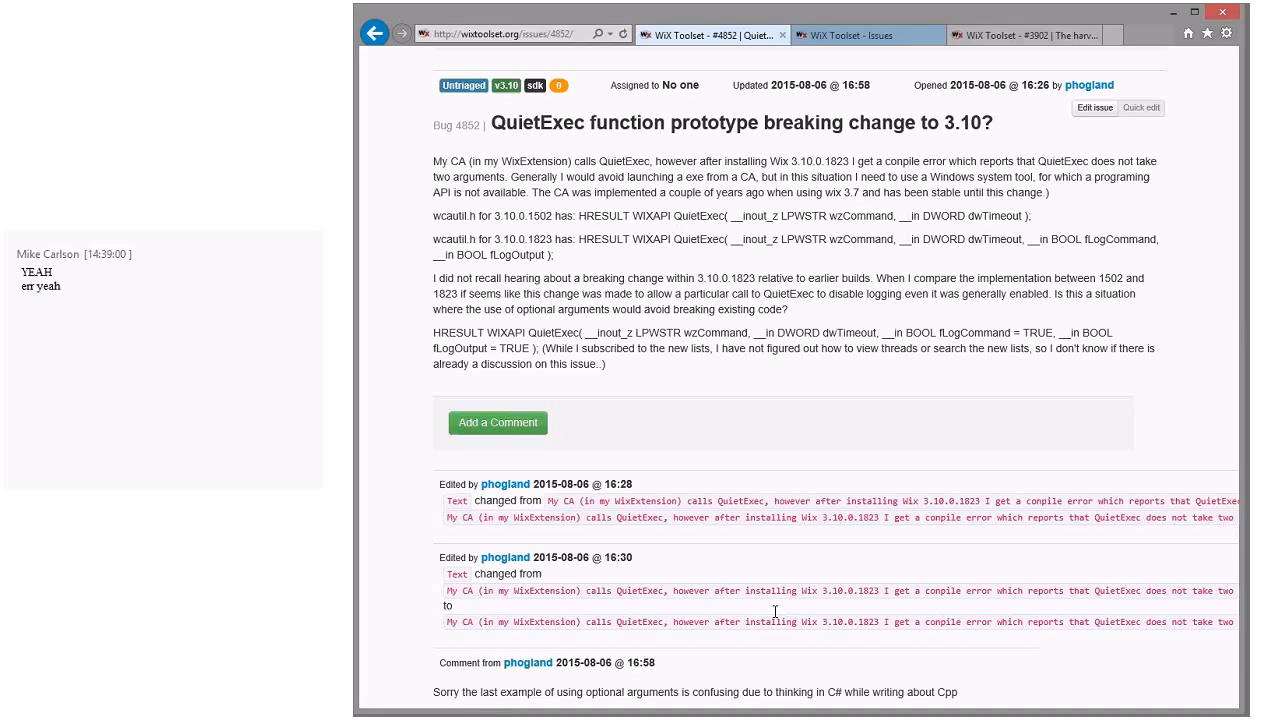 http://wixtoolset.org/issues/4852/
WiX Toolset - #4852 | Quiet...
WiX Toolset - Issues
WiX Toolset - #3902 | The harv...
Untriaged v3.10 sdk 0 Assigned to No one Updated 2015-08-06 @ 16:58 Opened 2015-08-06 @ 16:26 by phogland
Edit issue Quick edit
Bug 4852 | QuietExec function prototype breaking change to 3.10?
My CA (in my WixExtension) calls QuietExec, however after installing Wix 3.10.0.1823 I get a conpile error which reports that QuietExec does not take
two arguments. Generally I would avoid launching a exe from a CA, but in this situation I need to use a Windows system tool, for which a programing
API is not available. The CA was implemented a couple of years ago when using wix 3.7 and has been stable until this change.)
wcautil.h for 3.10.0.1502 has: HRESULT WIXAPI QuietExec( __inout_z LPWSTR wzCommand, __in DWORD dwTimeout );
wcautil.h for 3.10.0.1823 has: HRESULT WIXAPI QuietExec( __inout_z LPWSTR wzCommand, __in DWORD dwTimeout, __in BOOL fLogCommand,
__in BOOL fLogOutput );
I did not recall hearing about a breaking change within 3.10.0.1823 relative to earlier builds. When I compare the implementation between 1502 and
1823 if seems like this change was made to allow a particular call to QuietExec to disable logging even it was generally enabled. Is this a situation
where the use of optional arguments would avoid breaking existing code?
HRESULT WIXAPI QuietExec( __inout_z LPWSTR wzCommand, __in DWORD dwTimeout, __in BOOL fLogCommand = TRUE, __in BOOL
fLogOutput = TRUE ); (While I subscribed to the new lists, I have not figured out how to view threads or search the new lists, so I don't know if there is
already a discussion on this issue..)
Add a Comment
Edited by phogland 2015-08-06 @ 16:28
Text changed from My CA (in my WixExtension) calls QuietExec, however after installing Wix 3.10.0.1823 I get a conpile error which reports that QuietExec
My CA (in my WixExtension) calls QuietExec, however after installing Wix 3.10.0.1823 I get a conpile error which reports that QuietExec does not take two
Edited by phogland 2015-08-06 @ 16:30
Text changed from
My CA (in my WixExtension) calls QuietExec, however after installing Wix 3.10.0.1823 I get a conpile error which reports that QuietExec does not take two
to
My CA (in my WixExtension) calls QuietExec, however after installing Wix 3.10.0.1823 I get a conpile error which reports that QuietExec does not take two
Comment from phogland 2015-08-06 @ 16:58
Sorry the last example of using optional arguments is confusing due to thinking in C# while writing about Cpp
Mike Carlson [14:39:00 ]
YEAH
err yeah